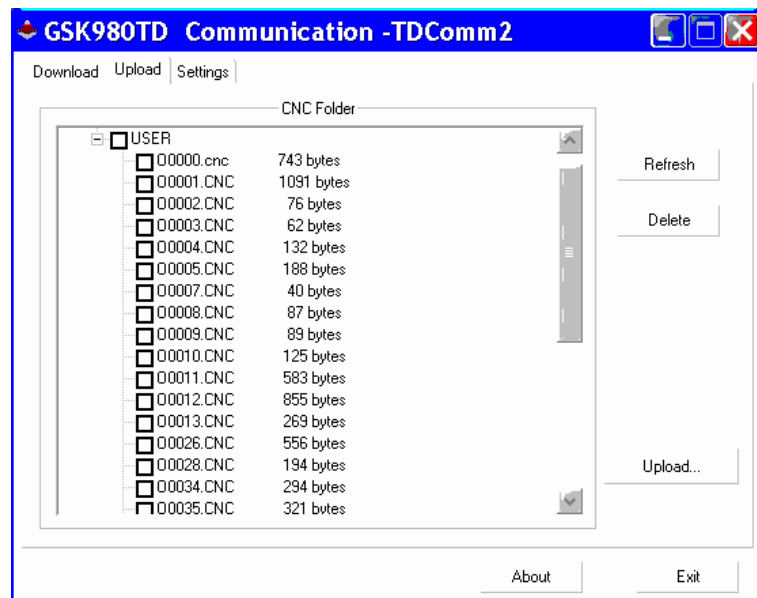 GSK980TD Communication -TDComm2
Download Upload Settings
CNC Folder
USER
O0000.cnc 743 bytes
O0001.CNC 1091 bytes
O0002.CNC 76 bytes
O0003.CNC 62 bytes
O0004.CNC 132 bytes
O0005.CNC 188 bytes
O0007.CNC 40 bytes
O0008.CNC 87 bytes
O0009.CNC 89 bytes
O0010.CNC 125 bytes
O0011.CNC 583 bytes
O0012.CNC 855 bytes
O0013.CNC 269 bytes
O0026.CNC 556 bytes
O0028.CNC 194 bytes
O0034.CNC 294 bytes
O0035.CNC 321 bytes
Refresh
Delete
Upload...
About Exit